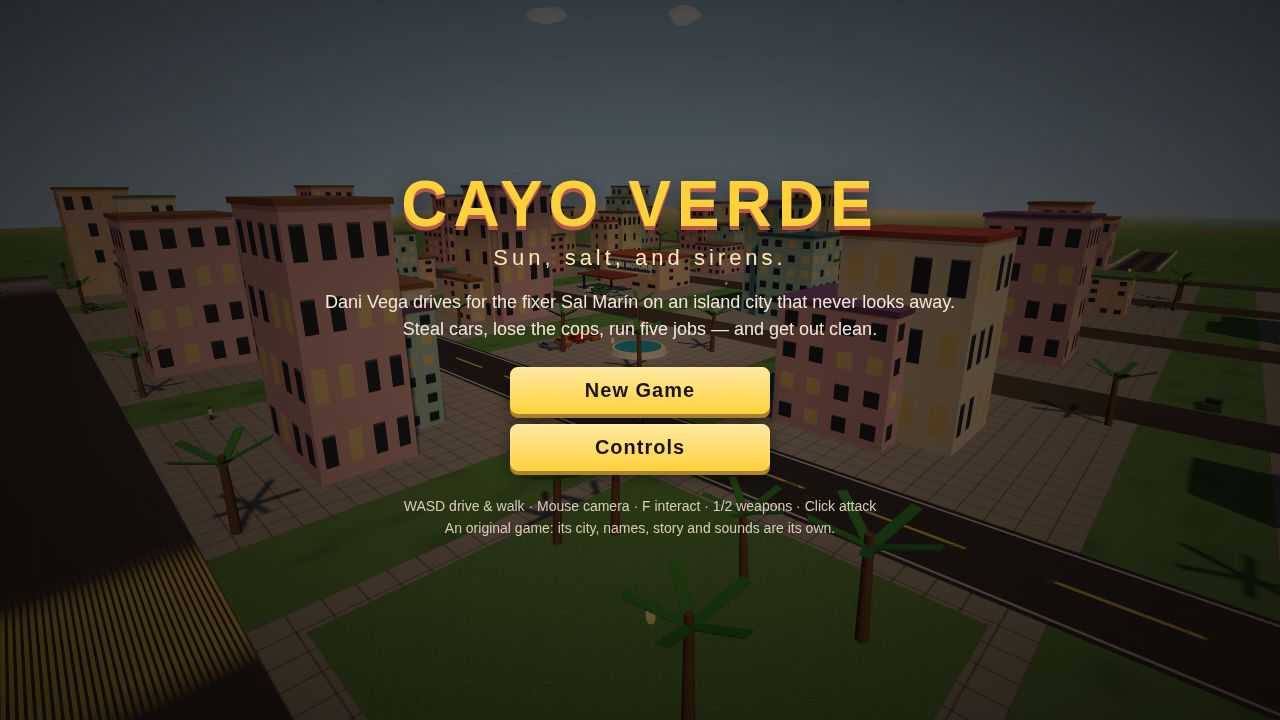 CAYO VERDE
Sun, salt, and sirens.
Dani Vega drives for the fixer Sal Marín on an island city that never looks away.
Steal cars, lose the cops, run five jobs — and get out clean.
New Game
Controls
WASD drive & walk · Mouse camera · F interact · 1/2 weapons · Click attack
An original game: its city, names, story and sounds are its own.